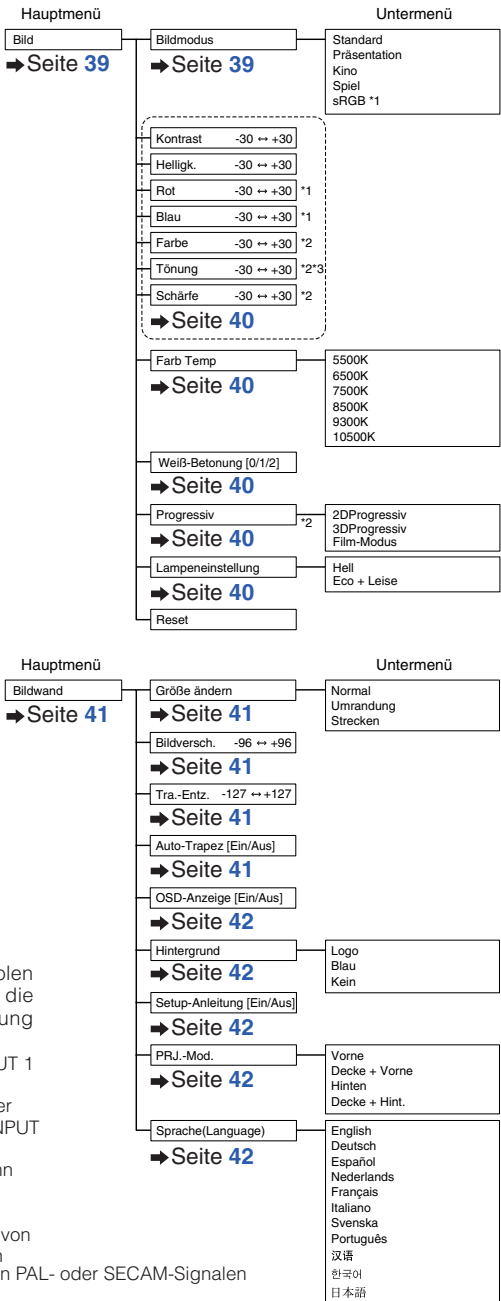 Hauptmenü Untermenü
Bild Bildmodus Standard
➡Seite 39 ➡Seite 39 Präsentation
Kino
Spiel
sRGB *1
Kontrast -30 ↔ +30
Helligk. -30 ↔ +30
Rot -30 ↔ +30 *1
Blau -30 ↔ +30 *1
Farbe -30 ↔ +30 *2
Tönung -30 ↔ +30 *2*3
Schärfe -30 ↔ +30 *2
➡Seite 40
Farb Temp 5500K
➡Seite 40 6500K
7500K
8500K
9300K
10500K
Weiß-Betonung [0/1/2]
➡Seite 40
Progressiv *2 2DProgressiv
➡Seite 40 3DProgressiv
Film-Modus
Lampeneinstellung Hell
➡Seite 40 Eco + Leise
Reset
Hauptmenü Untermenü
Bildwand Größe ändern Normal
➡Seite 41 ➡Seite 41 Umrandung
Strecken
Bildversch. -96 ↔ +96
➡Seite 41
Tra.-Entz. -127 ↔ +127
➡Seite 41
Auto-Trapez [Ein/Aus]
➡Seite 41
OSD-Anzeige [Ein/Aus]
➡Seite 42
Hintergrund Logo
➡Seite 42 Blau
Kein
Setup-Anleitung [Ein/Aus]
➡Seite 42
PRJ.-Mod. Vorne
➡Seite 42 Decke + Vorne
Hinten
Decke + Hint.
Sprache(Language) English
➡Seite 42 Deutsch
Español
Nederlands
Français
Italiano
Svenska
Português
汉语
한국어
日本語
olen
die
ung
UT 1
er
NPUT
nn
von
n
n PAL- oder SECAM-Signalen